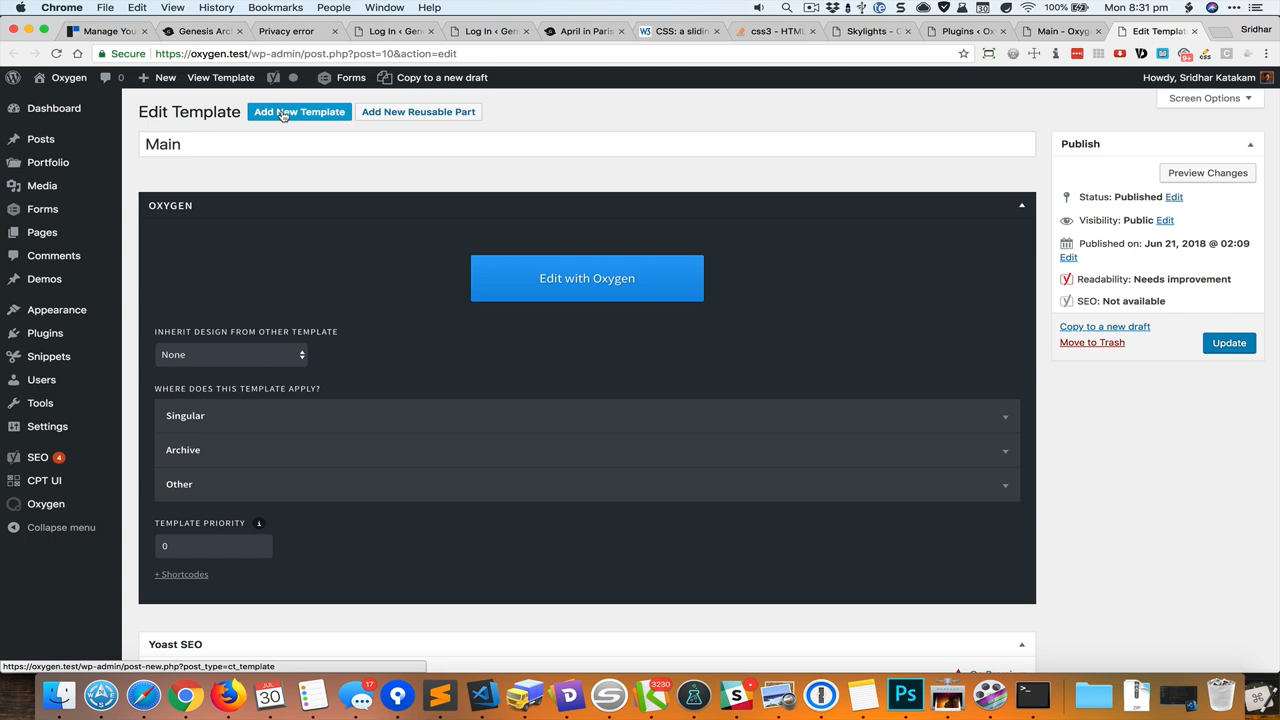 Chrome File Edit View History Bookmarks People Window Help 100% Mon 8:31 pm
Manage You Genesis Arc Privacy error Log In ‹ Gen Log In ‹ Gen April in Paris CSS: a slidin css3 - HTML Skylights - C Plugins ‹ Ox Main - Oxyg Edit Templat Sridhar
Secure https://oxygen.test/wp-admin/post.php?post=10&action=edit
Oxygen 0 New View Template Forms Copy to a new draft Howdy, Sridhar Katakam
Screen Options
Edit Template Add New Template Add New Reusable Part
Main
Dashboard
Posts
Portfolio
Media
Forms
Pages
Comments
Demos
Appearance
Plugins
Snippets
Users
Tools
Settings
SEO 4
CPT UI
Oxygen
Collapse menu
OXYGEN
Edit with Oxygen
INHERIT DESIGN FROM OTHER TEMPLATE
None
WHERE DOES THIS TEMPLATE APPLY?
Singular
Archive
Other
TEMPLATE PRIORITY i
0
+ Shortcodes
Yoast SEO
Publish
Preview Changes
Status: Published Edit
Visibility: Public Edit
Published on: Jun 21, 2018 @ 02:09
Edit
Readability: Needs improvement
SEO: Not available
Copy to a new draft
Move to Trash Update
https://oxygen.test/wp-admin/post-new.php?post_type=ct_template
30
17
3230
Ps
ZIP